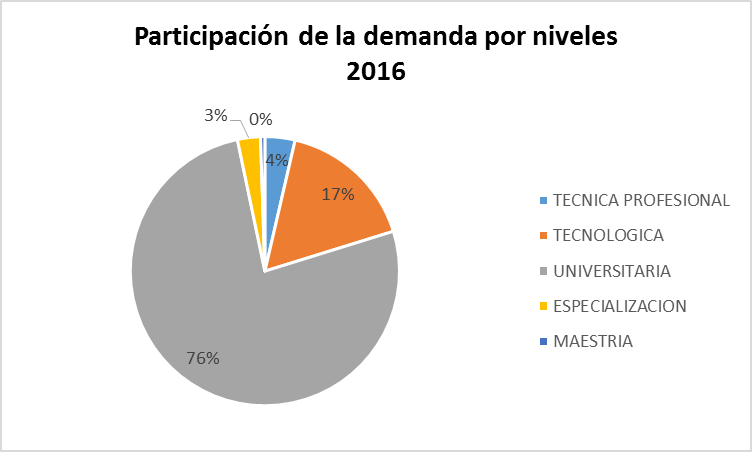 Participación de la demanda por niveles
2016
3%
0%
4%
17%
76%
TECNICA PROFESIONAL
TECNOLOGICA
UNIVERSITARIA
ESPECIALIZACION
MAESTRIA